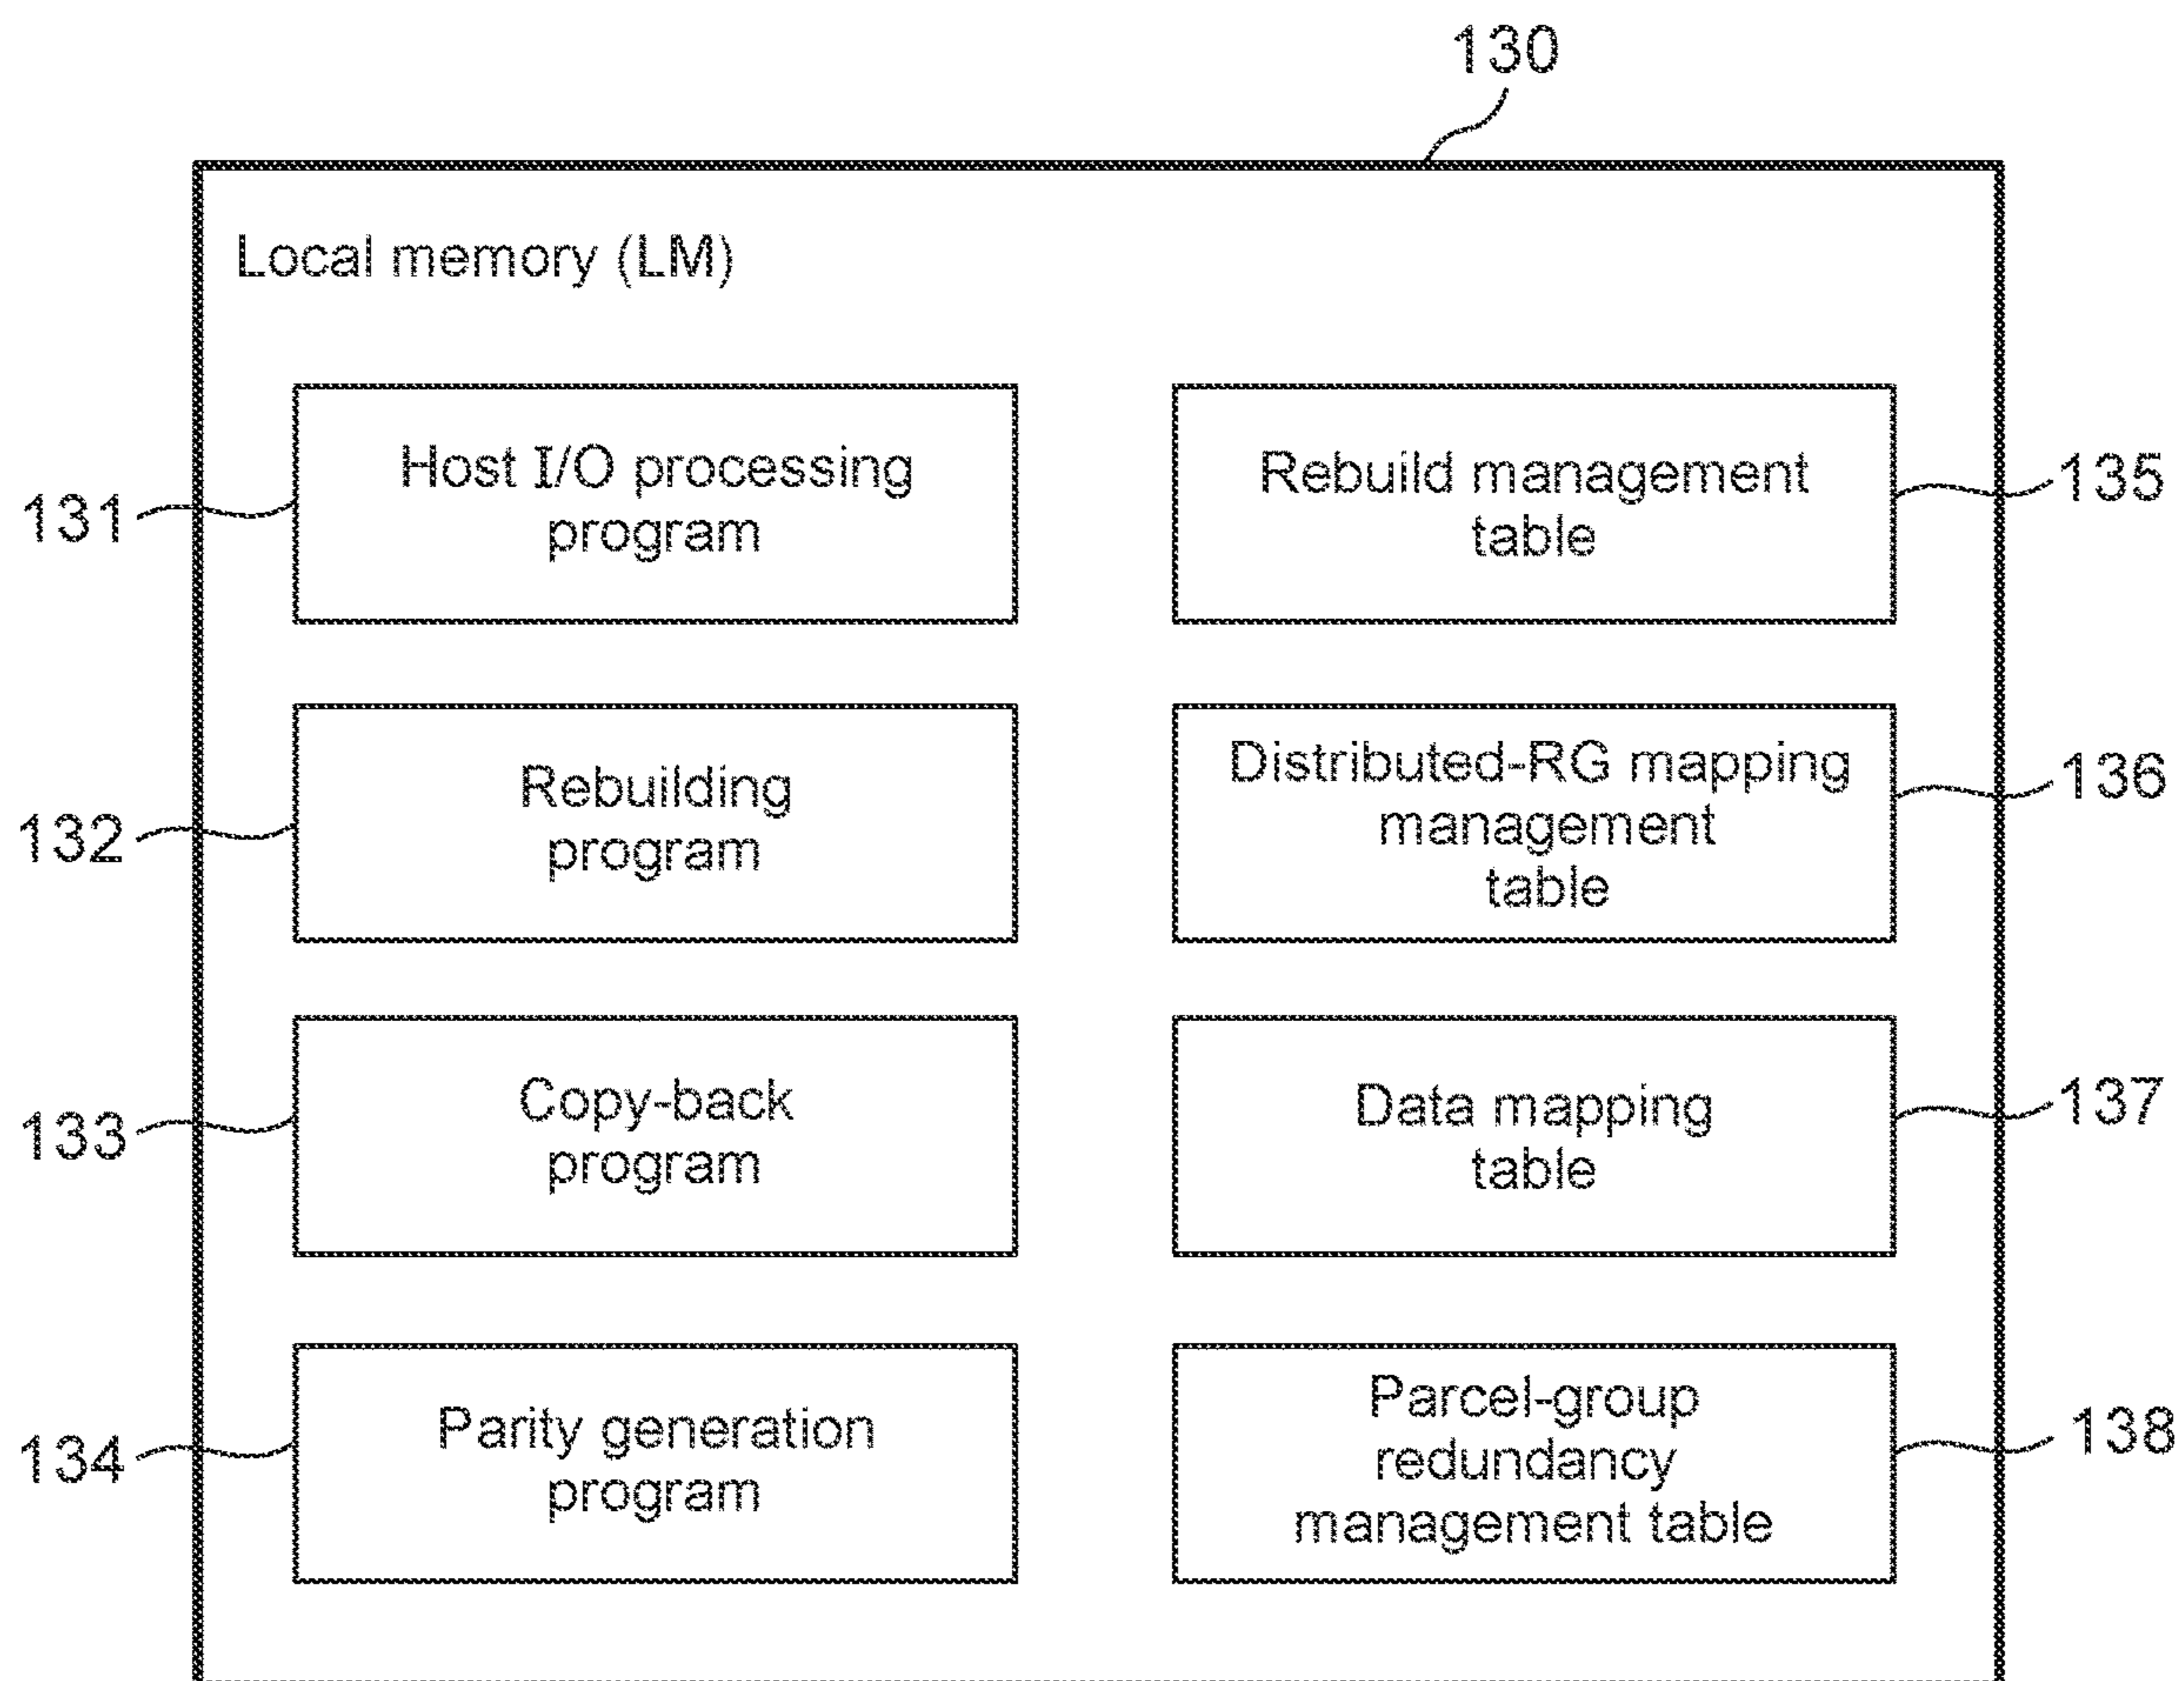 130
Local memory (LM)
131
Host I/O processing
program
Rebuild management
table
135
132
Rebuilding
program
Distributed-RG mapping
management
table
136
133
Copy-back
program
Data mapping
table
137
134
Parity generation
program
Parcel-group
redundancy
management table
138